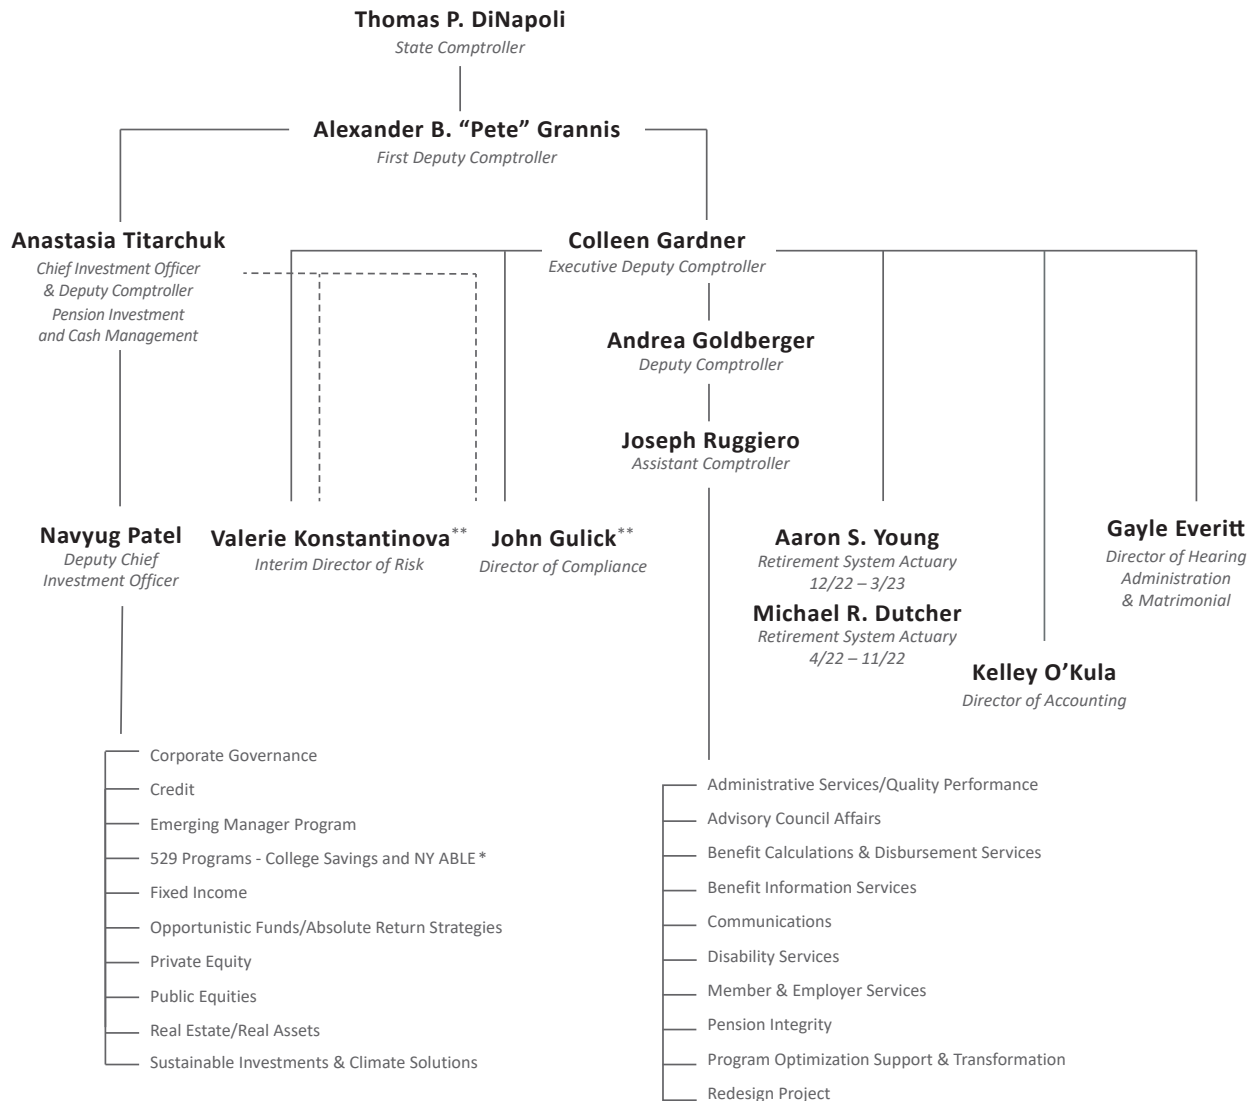 Thomas P. DiNapoli
State Comptroller
Alexander B. “Pete” Grannis
First Deputy Comptroller
Anastasia Titarchuk
Chief Investment Officer
& Deputy Comptroller
Pension Investment
and Cash Management
Colleen Gardner
Executive Deputy Comptroller
Andrea Goldberger
Deputy Comptroller
Joseph Ruggiero
Assistant Comptroller
Navyug Patel
Deputy Chief
Investment Officer
Valerie Konstantinova**
Interim Director of Risk
John Gulick**
Director of Compliance
Aaron S. Young
Retirement System Actuary
12/22 – 3/23
Michael R. Dutcher
Retirement System Actuary
4/22 – 11/22
Gayle Everitt
Director of Hearing
Administration
& Matrimonial
Kelley O’Kula
Director of Accounting
Corporate Governance
Credit
Emerging Manager Program
529 Programs - College Savings and NY ABLE*
Fixed Income
Opportunistic Funds/Absolute Return Strategies
Private Equity
Public Equities
Real Estate/Real Assets
Sustainable Investments & Climate Solutions
Administrative Services/Quality Performance
Advisory Council Affairs
Benefit Calculations & Disbursement Services
Benefit Information Services
Communications
Disability Services
Member & Employer Services
Pension Integrity
Program Optimization Support & Transformation
Redesign Project